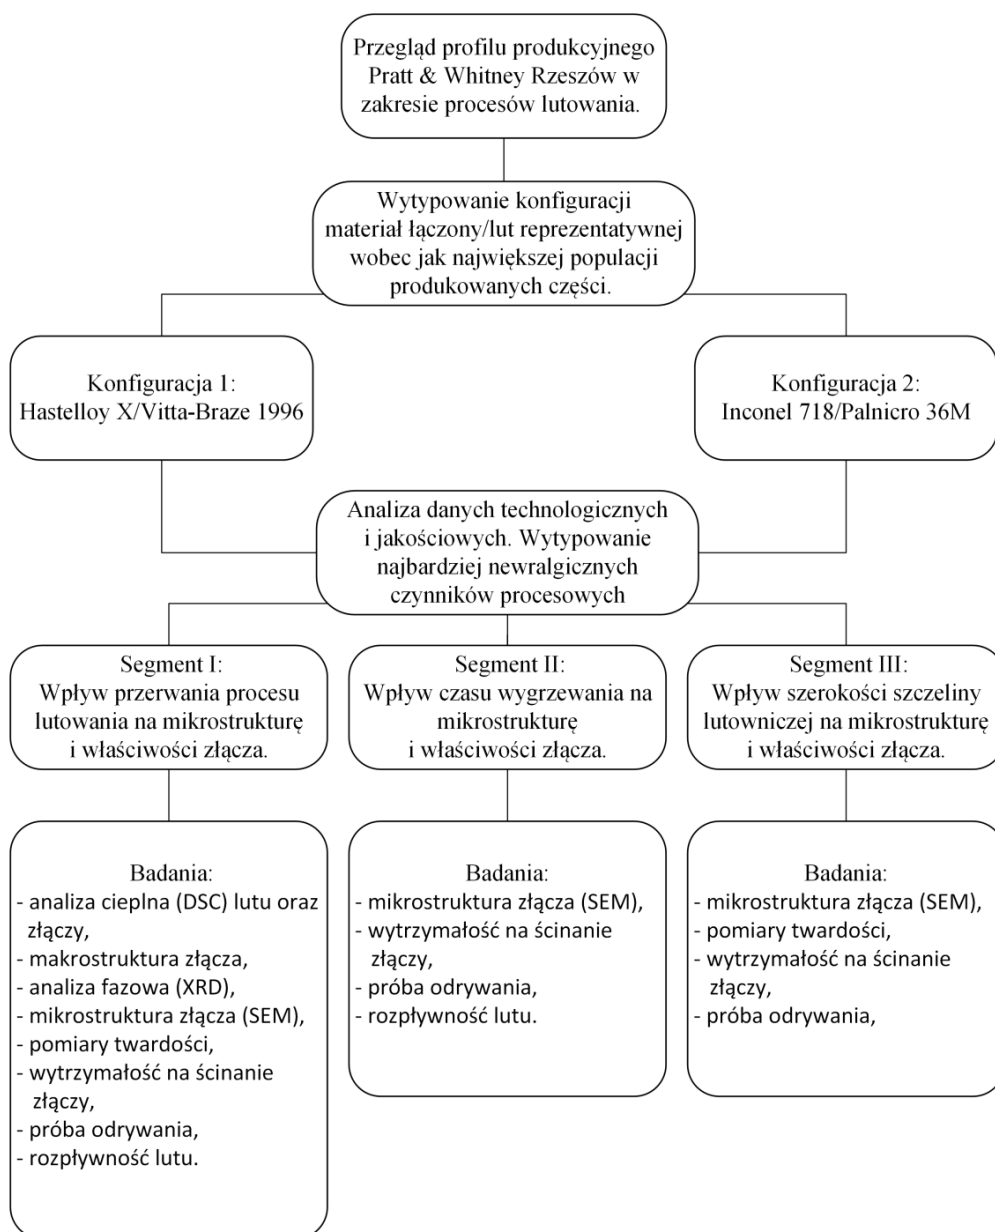 Przegląd profilu produkcyjnego
Pratt & Whitney Rzeszów w
zakresie procesów lutowania.
Wytypowanie konfiguracji
materiał łączony/lut reprezentatywnej
wobec jak największej populacji
produkowanych części.
Konfiguracja 1:
Hastelloy X/Vitta-Braze 1996
Konfiguracja 2:
Inconel 718/Palnicro 36M
Analiza danych technologicznych
i jakościowych. Wytypowanie
najbardziej newralgicznych
czynników procesowych
Segment I:
Wpływ przerwania procesu
lutowania na mikrostrukturę
i właściwości złącza.
Segment II:
Wpływ czasu wygrzewania na
mikrostrukturę
i właściwości złącza.
Segment III:
Wpływ szerokości szczeliny
lutowniczej na mikrostrukturę
i właściwości złącza.
Badania:
- analiza cieplna (DSC) lutu oraz
złączy,
- makrostruktura złącza,
- analiza fazowa (XRD),
- mikrostruktura złącza (SEM),
- pomiary twardości,
- wytrzymałość na ścinanie
złączy,
- próba odrywania,
- rozpływność lutu.
Badania:
- mikrostruktura złącza (SEM),
- wytrzymałość na ścinanie
złączy,
- próba odrywania,
- rozpływność lutu.
Badania:
- mikrostruktura złącza (SEM),
- pomiary twardości,
- wytrzymałość na ścinanie
złączy,
- próba odrywania,